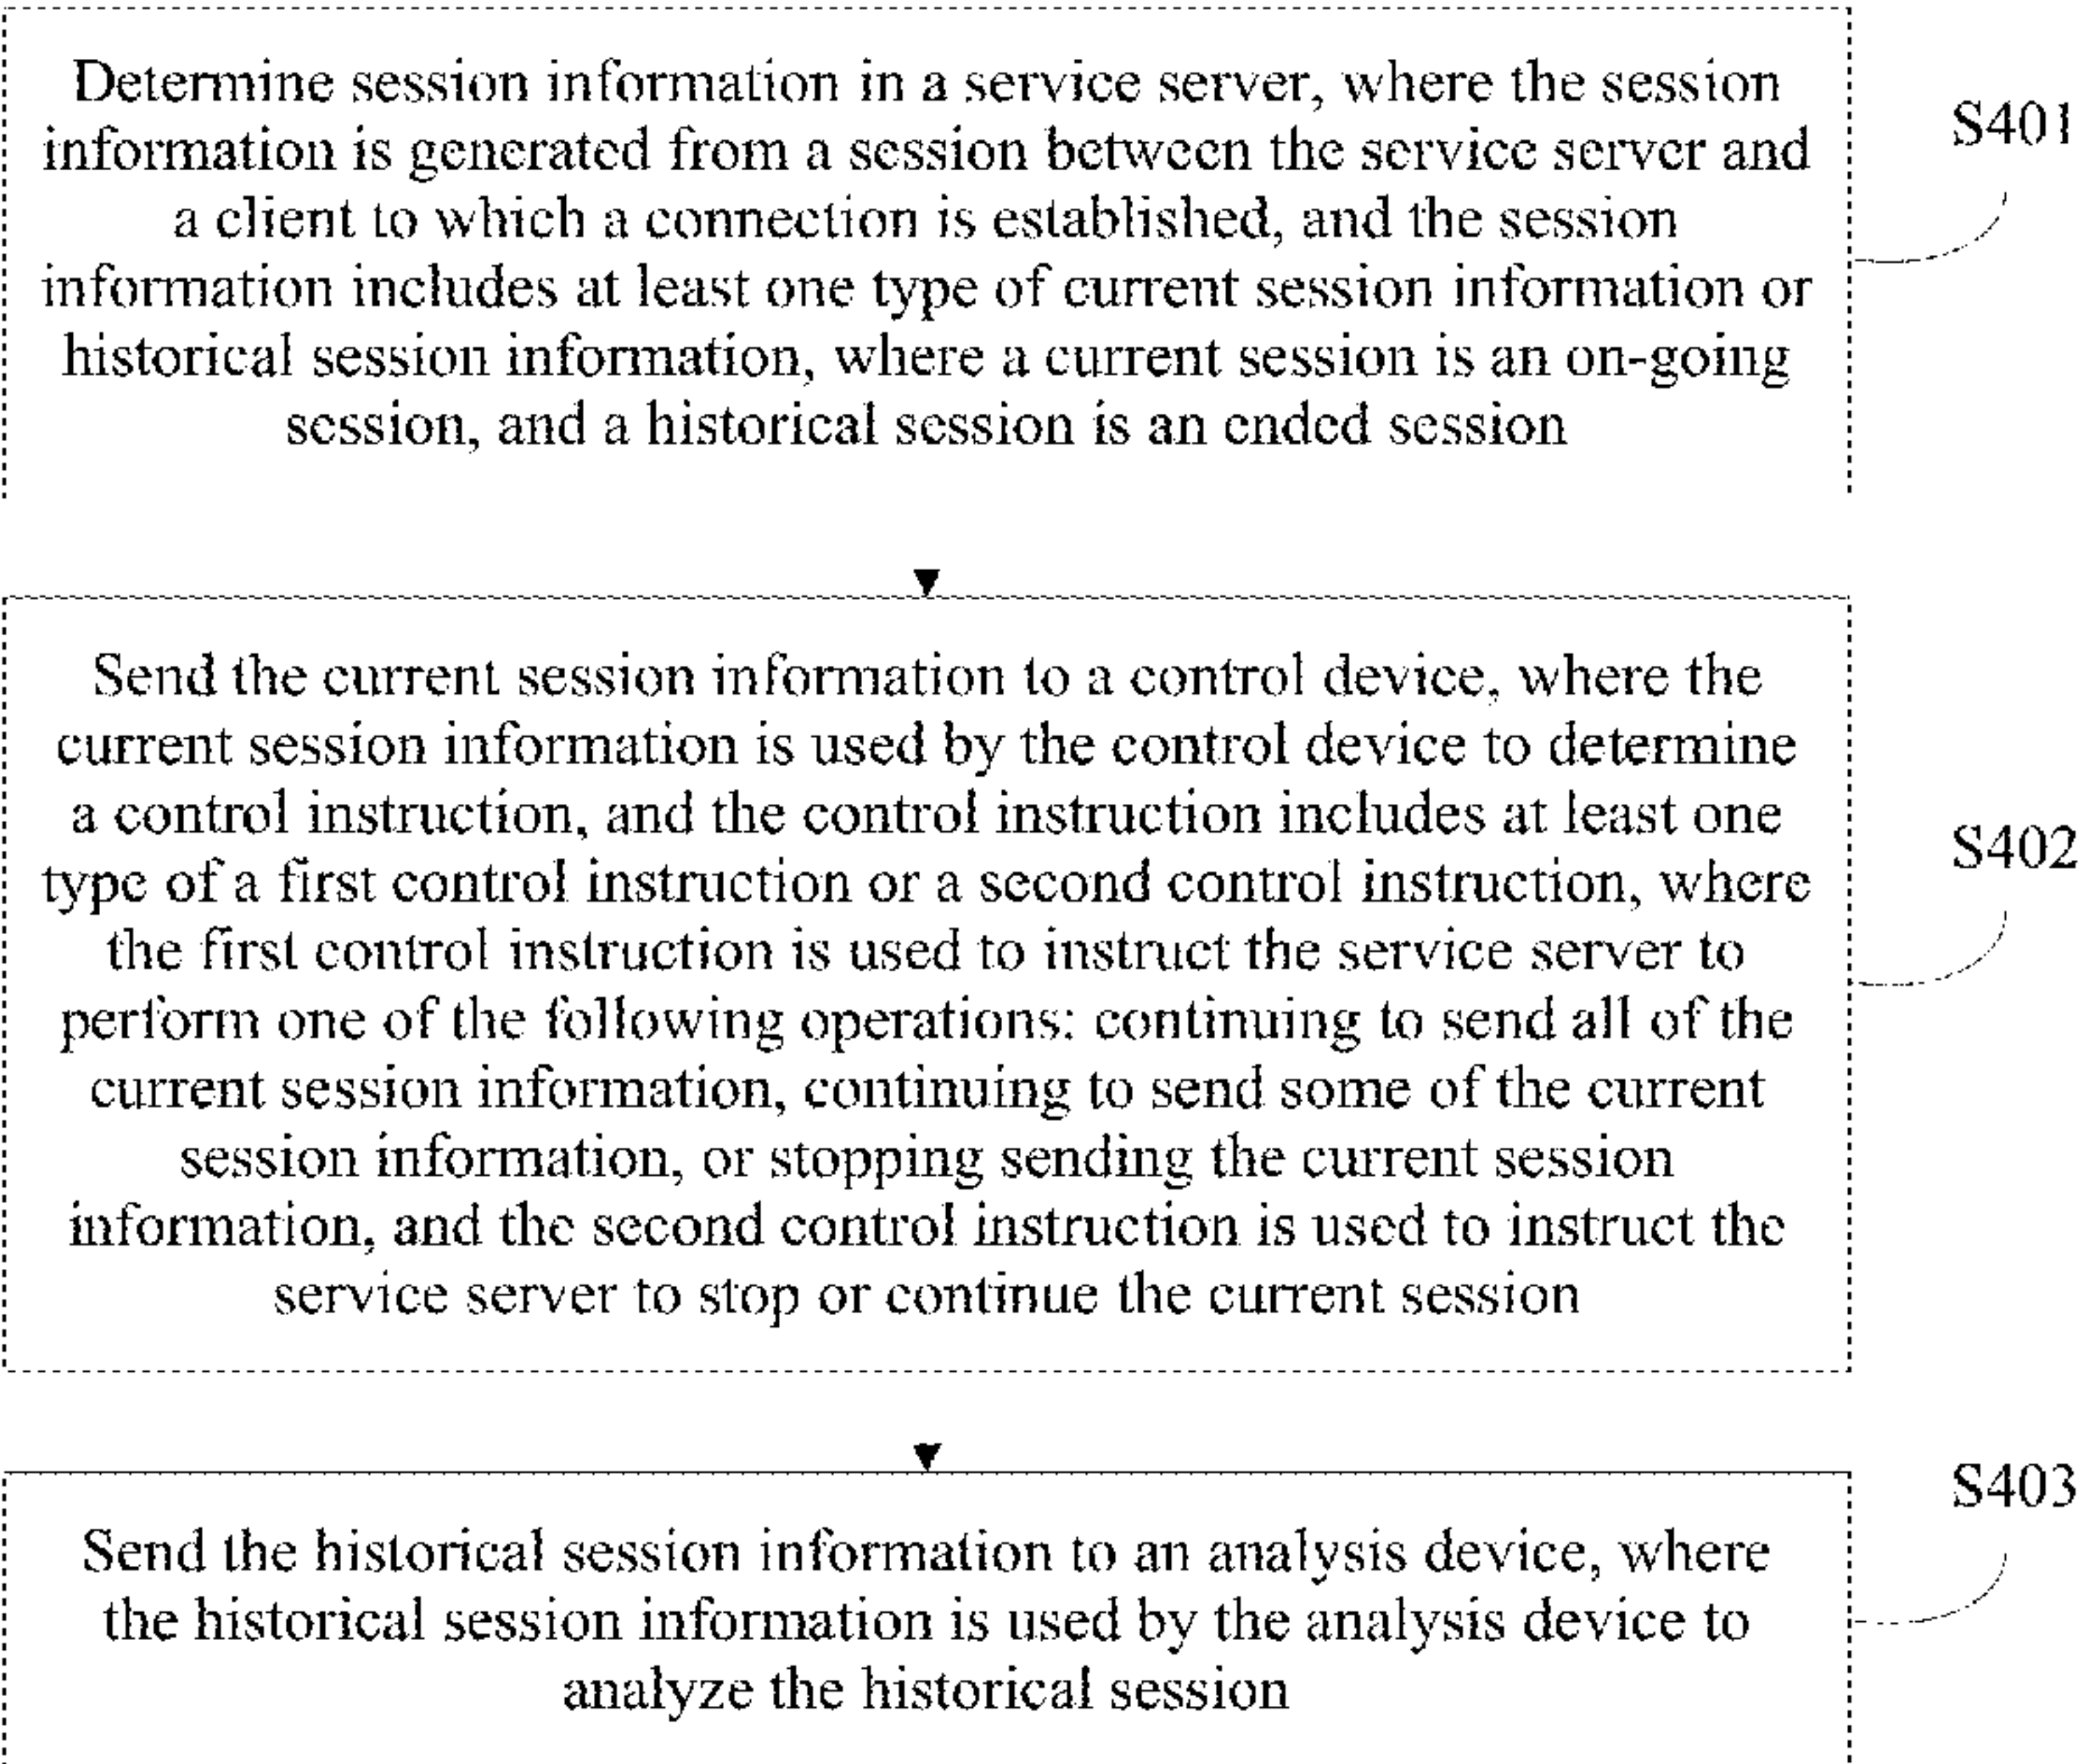 Determine session information in a service server, where the session
information is generated from a session between the service server and
a client to which a connection is established, and the session
information includes at least one type of current session information or
historical session information, where a current session is an on-going
session, and a historical session is an ended session
S401
Send the current session information to a control device, where the
current session information is used by the control device to determine
a control instruction, and the control instruction includes at least one
type of a first control instruction or a second control instruction, where
the first control instruction is used to instruct the service server to
perform one of the following operations: continuing to send all of the
current session information, continuing to send some of the current
session information, or stopping sending the current session
information, and the second control instruction is used to instruct the
service server to stop or continue the current session
S402
Send the historical session information to an analysis device, where
the historical session information is used by the analysis device to
analyze the historical session
S403